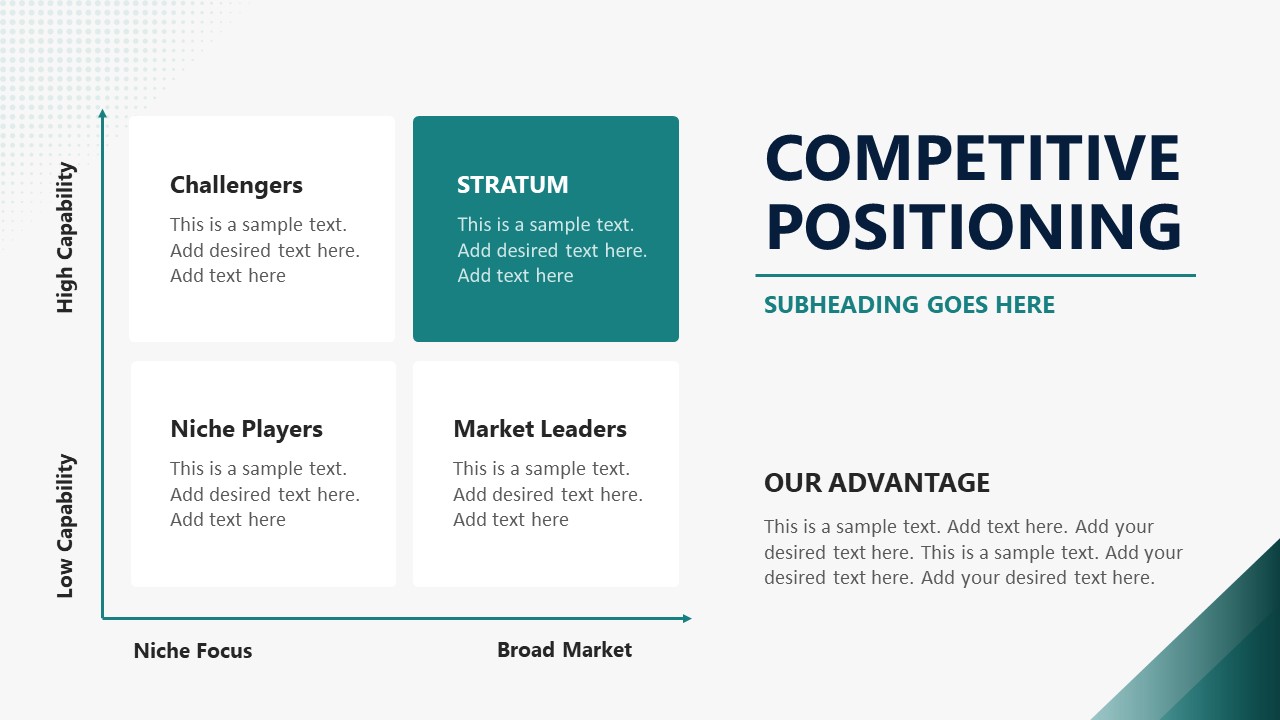 COMPETITIVE
POSITIONING
SUBHEADING GOES HERE
High Capability
Low Capability
Challengers
This is a sample text.
Add desired text here.
Add text here
STRATUM
This is a sample text.
Add desired text here.
Add text here
Niche Players
This is a sample text.
Add desired text here.
Add text here
Market Leaders
This is a sample text.
Add desired text here.
Add text here
Niche Focus
Broad Market
OUR ADVANTAGE
This is a sample text. Add text here. Add your
desired text here. This is a sample text. Add your
desired text here. Add your desired text here.